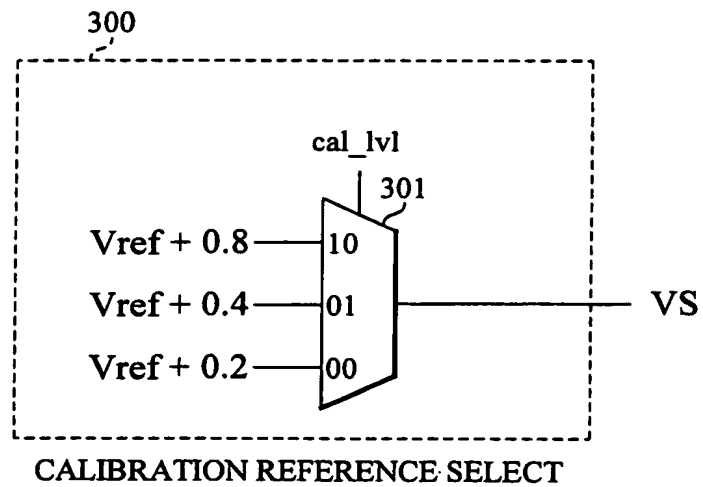 300
cal_lvl
301
Vref + 0.8
10
Vref + 0.4
01
VS
Vref + 0.2
00
CALIBRATION REFERENCE SELECT